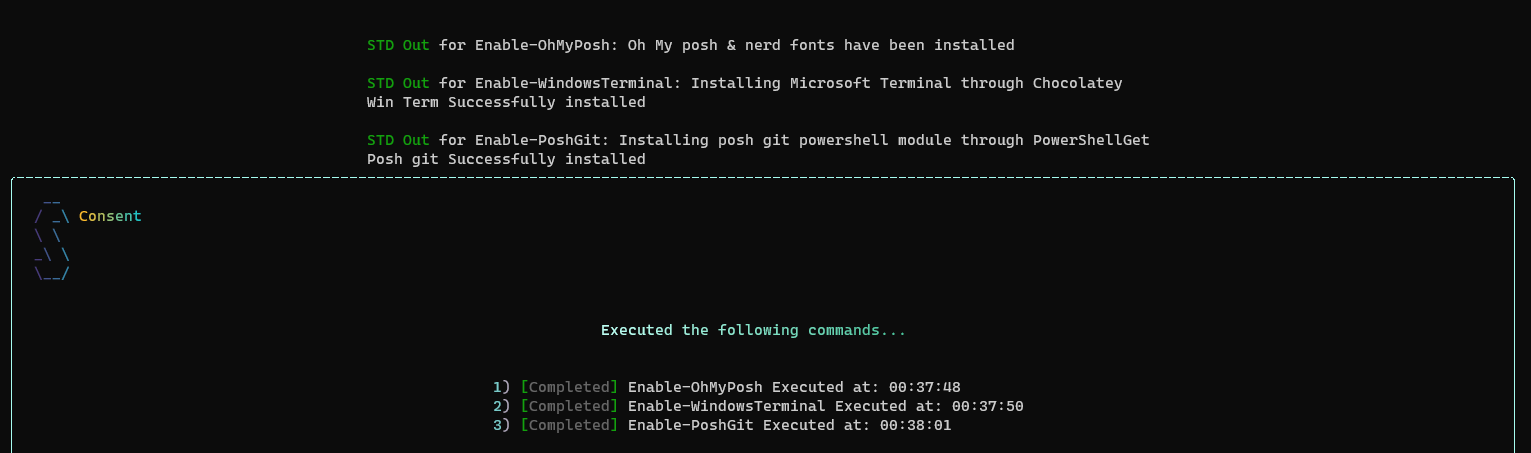 STD Out for Enable-OhMyPosh: Oh My posh & nerd fonts have been installed
STD Out for Enable-WindowsTerminal: Installing Microsoft Terminal through Chocolatey
Win Term Successfully installed
STD Out for Enable-PoshGit: Installing posh git powershell module through PowerShellGet
Posh git Successfully installed
Consent
Executed the following commands...
1) [Completed] Enable-OhMyPosh Executed at: 00:37:48
2) [Completed] Enable-WindowsTerminal Executed at: 00:37:50
3) [Completed] Enable-PoshGit Executed at: 00:38:01